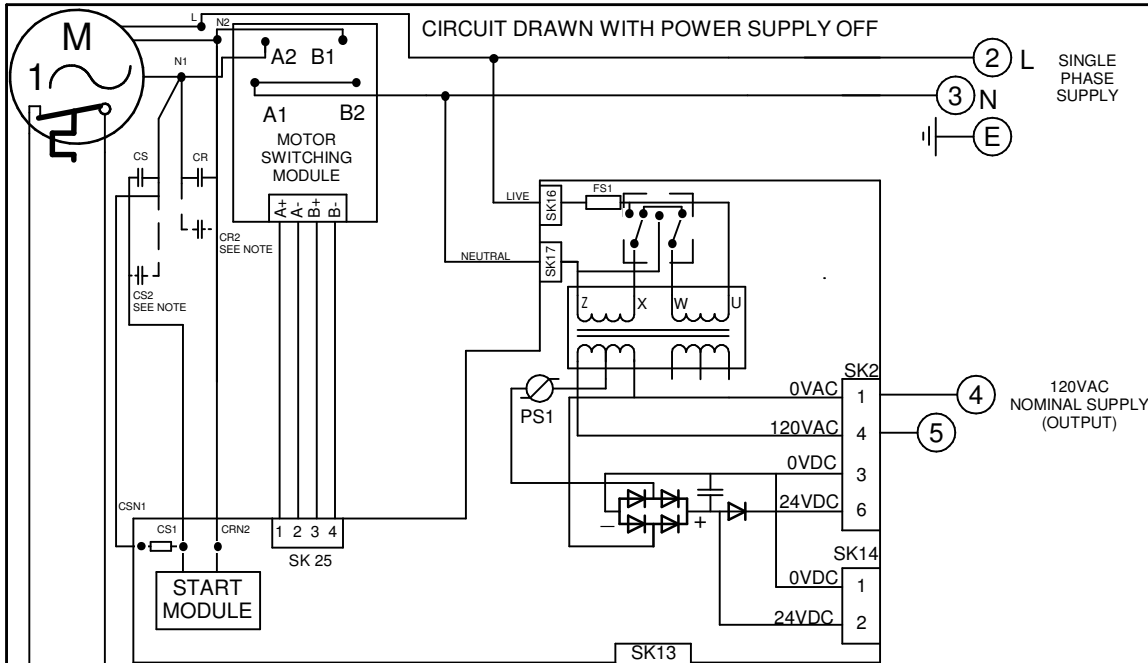 CIRCUIT DRAWN WITH POWER SUPPLY OFF
L
N2
M
1
N1
A2 B1
A1 B2
MOTOR
SWITCHING
MODULE
A+ A- B+ B-
2 L
SINGLE
PHASE
SUPPLY
3 N
E
CS
CR
CR2
SEE NOTE
CS2
SEE NOTE
LIVE
SK16
FS1
NEUTRAL
SK17
Z X W U
PS1
SK2
0VAC 1
4
120VAC
NOMINAL SUPPLY
(OUTPUT)
120VAC 4
5
0VDC 3
24VDC 6
− +
SK14
0VDC 1
24VDC 2
CSN1
CS1
CRN2
1 2 3 4
SK 25
START
MODULE
SK13